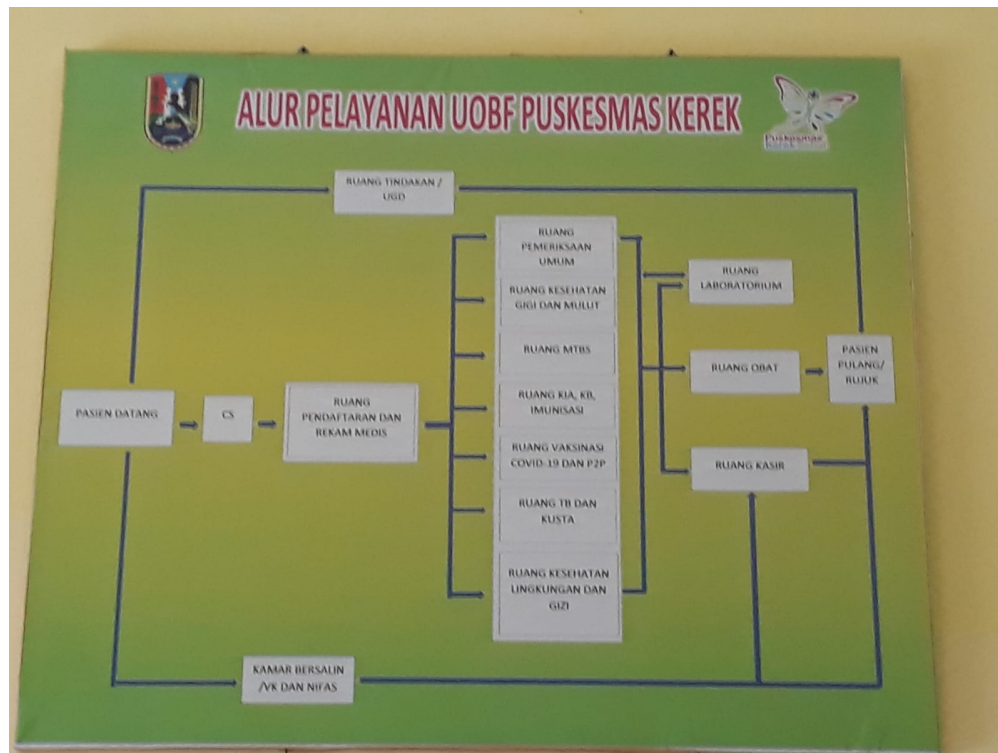 ALUR PELAYANAN UOBF PUSKESMAS KEREK
Puskesmas
Kerek
RUANG TINDAKAN /
UGD
RUANG
PEMERIKSAAN
UMUM
RUANG KESEHATAN
GIGI DAN MULUT
RUANG MTBS
RUANG KIA, KB,
IMUNISASI
RUANG VAKSINASI
COVID-19 DAN P2P
RUANG TB DAN
KUSTA
RUANG KESEHATAN
LINGKUNGAN DAN
GIZI
RUANG
LABORATORIUM
RUANG OBAT
RUANG KASIR
PASIEN
PULANG/
RUJUK
PASIEN DATANG
CS
RUANG
PENDAFTARAN DAN
REKAM MEDIS
KAMAR BERSALIN
/VK DAN NIFAS